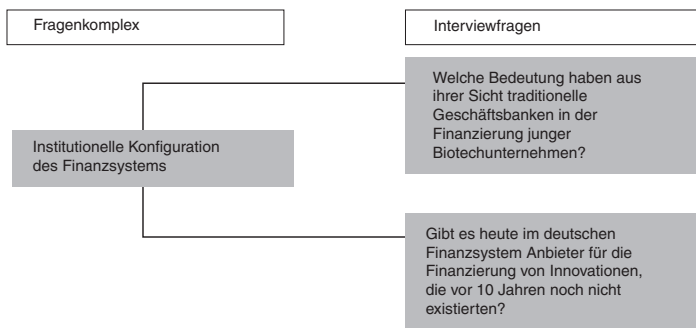 Fragenkomplex
Interviewfragen
Welche Bedeutung haben aus
ihrer Sicht traditionelle
Geschäftsbanken in der
Finanzierung junger
Biotechunternehmen?
Institutionelle Konfiguration
des Finanzsystems
Gibt es heute im deutschen
Finanzsystem Anbieter für die
Finanzierung von Innovationen,
die vor 10 Jahren noch nicht
existierten?